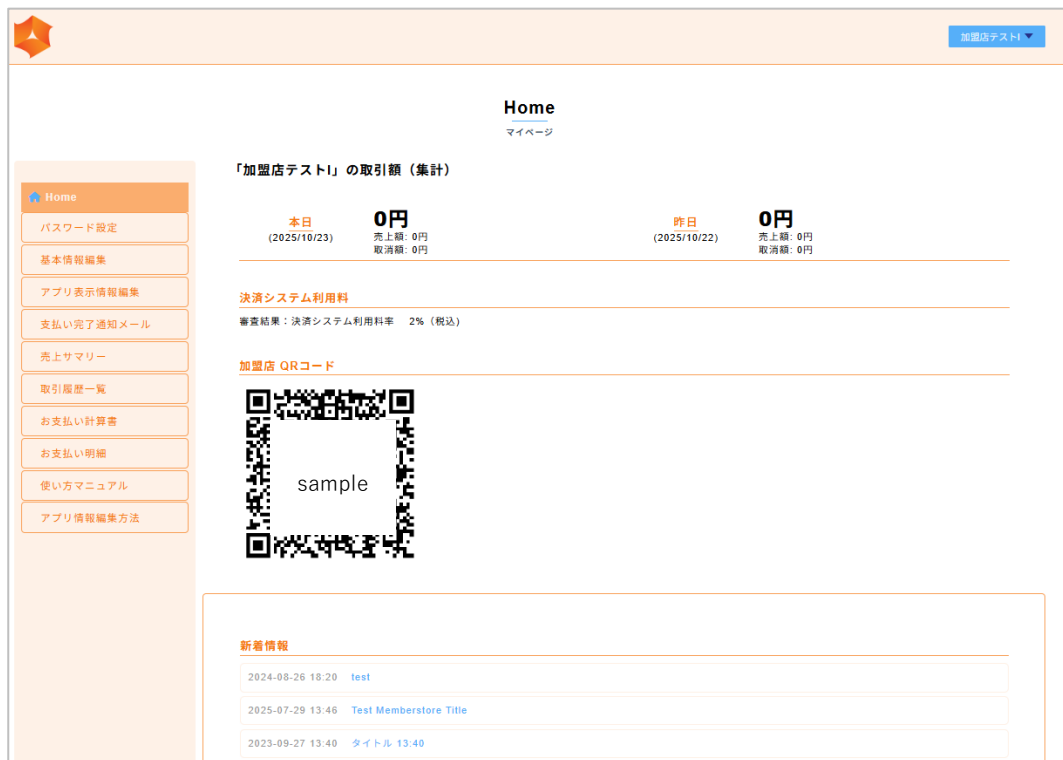 加盟店テストI
Home
マイページ
Home
パスワード設定
基本情報編集
アプリ表示情報編集
支払い完了通知メール
売上サマリー
取引履歴一覧
お支払い計算書
お支払い明細
使い方マニュアル
アプリ情報編集方法
「加盟店テストI」の取引額（集計）
本日
(2025/10/23)
0円
売上額: 0円
取消額: 0円
昨日
(2025/10/22)
0円
売上額: 0円
取消額: 0円
決済システム利用料
審査結果：決済システム利用料率　2%（税込）
加盟店 QRコード
sample
新着情報
2024-08-26 18:20 test
2025-07-29 13:46 Test Memberstore Title
2023-09-27 13:40 タイトル 13:40